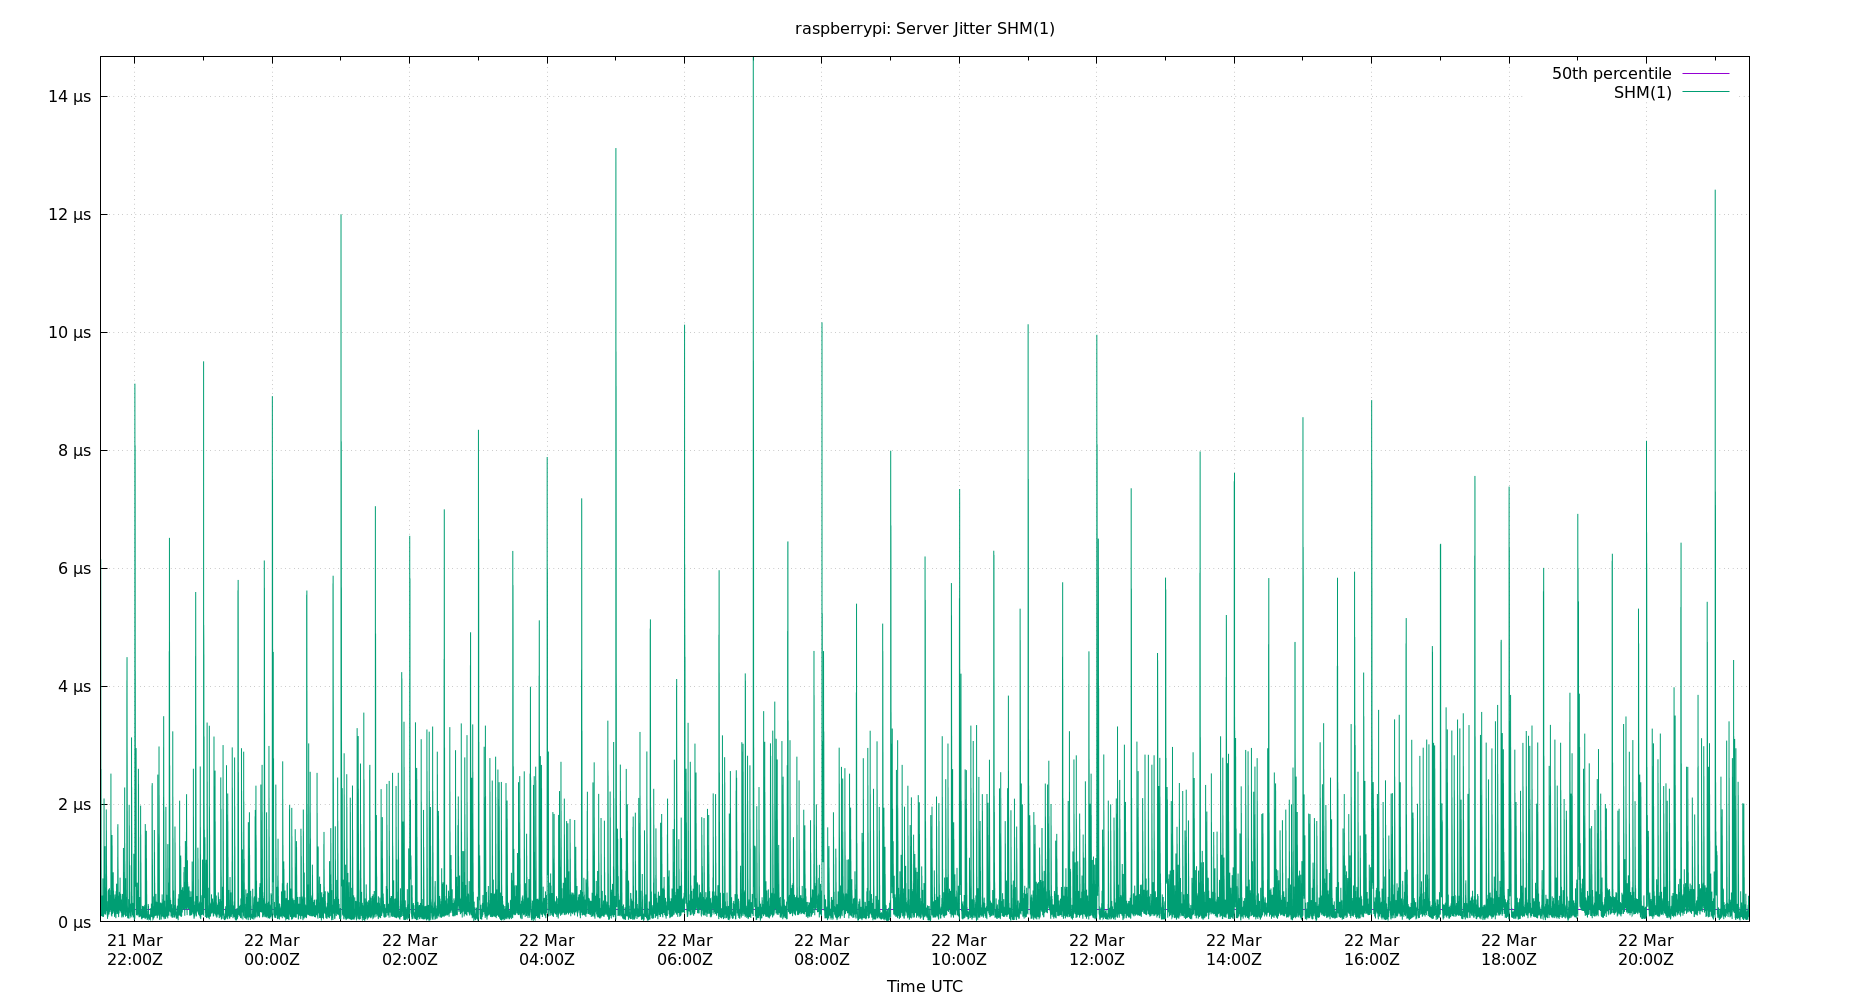 raspberrypi: Server Jitter SHM(1)
50th percentile
SHM(1)
14 µs
12 µs
10 µs
8 µs
6 µs
4 µs
2 µs
0 µs
21 Mar 22 Mar 22 Mar 22 Mar 22 Mar 22 Mar 22 Mar 22 Mar 22 Mar 22 Mar 22 Mar 22 Mar
22:00Z 00:00Z 02:00Z 04:00Z 06:00Z 08:00Z 10:00Z 12:00Z 14:00Z 16:00Z 18:00Z 20:00Z
Time UTC